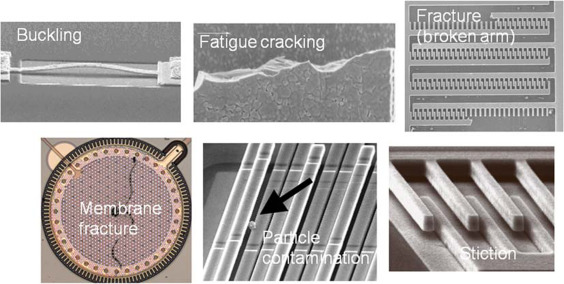 Buckling
Fatigue cracking
Fracture
(broken arm)
Membrane
fracture
Particle
contamination
Stiction